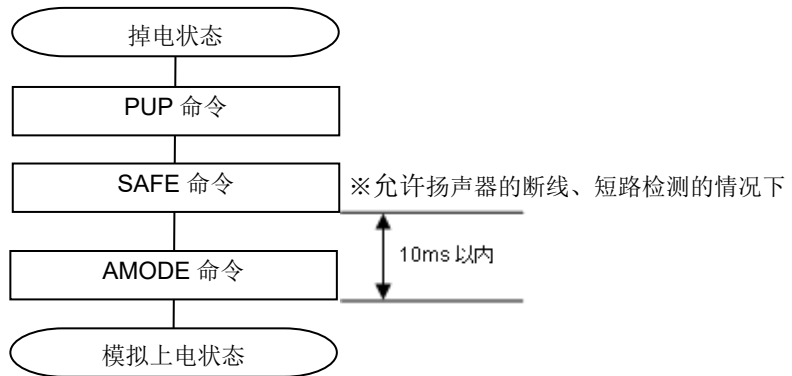 掉电状态
PUP 命令
SAFE 命令
※允许扬声器的断线、短路检测的情况下
10ms 以内
AMODE 命令
模拟上电状态